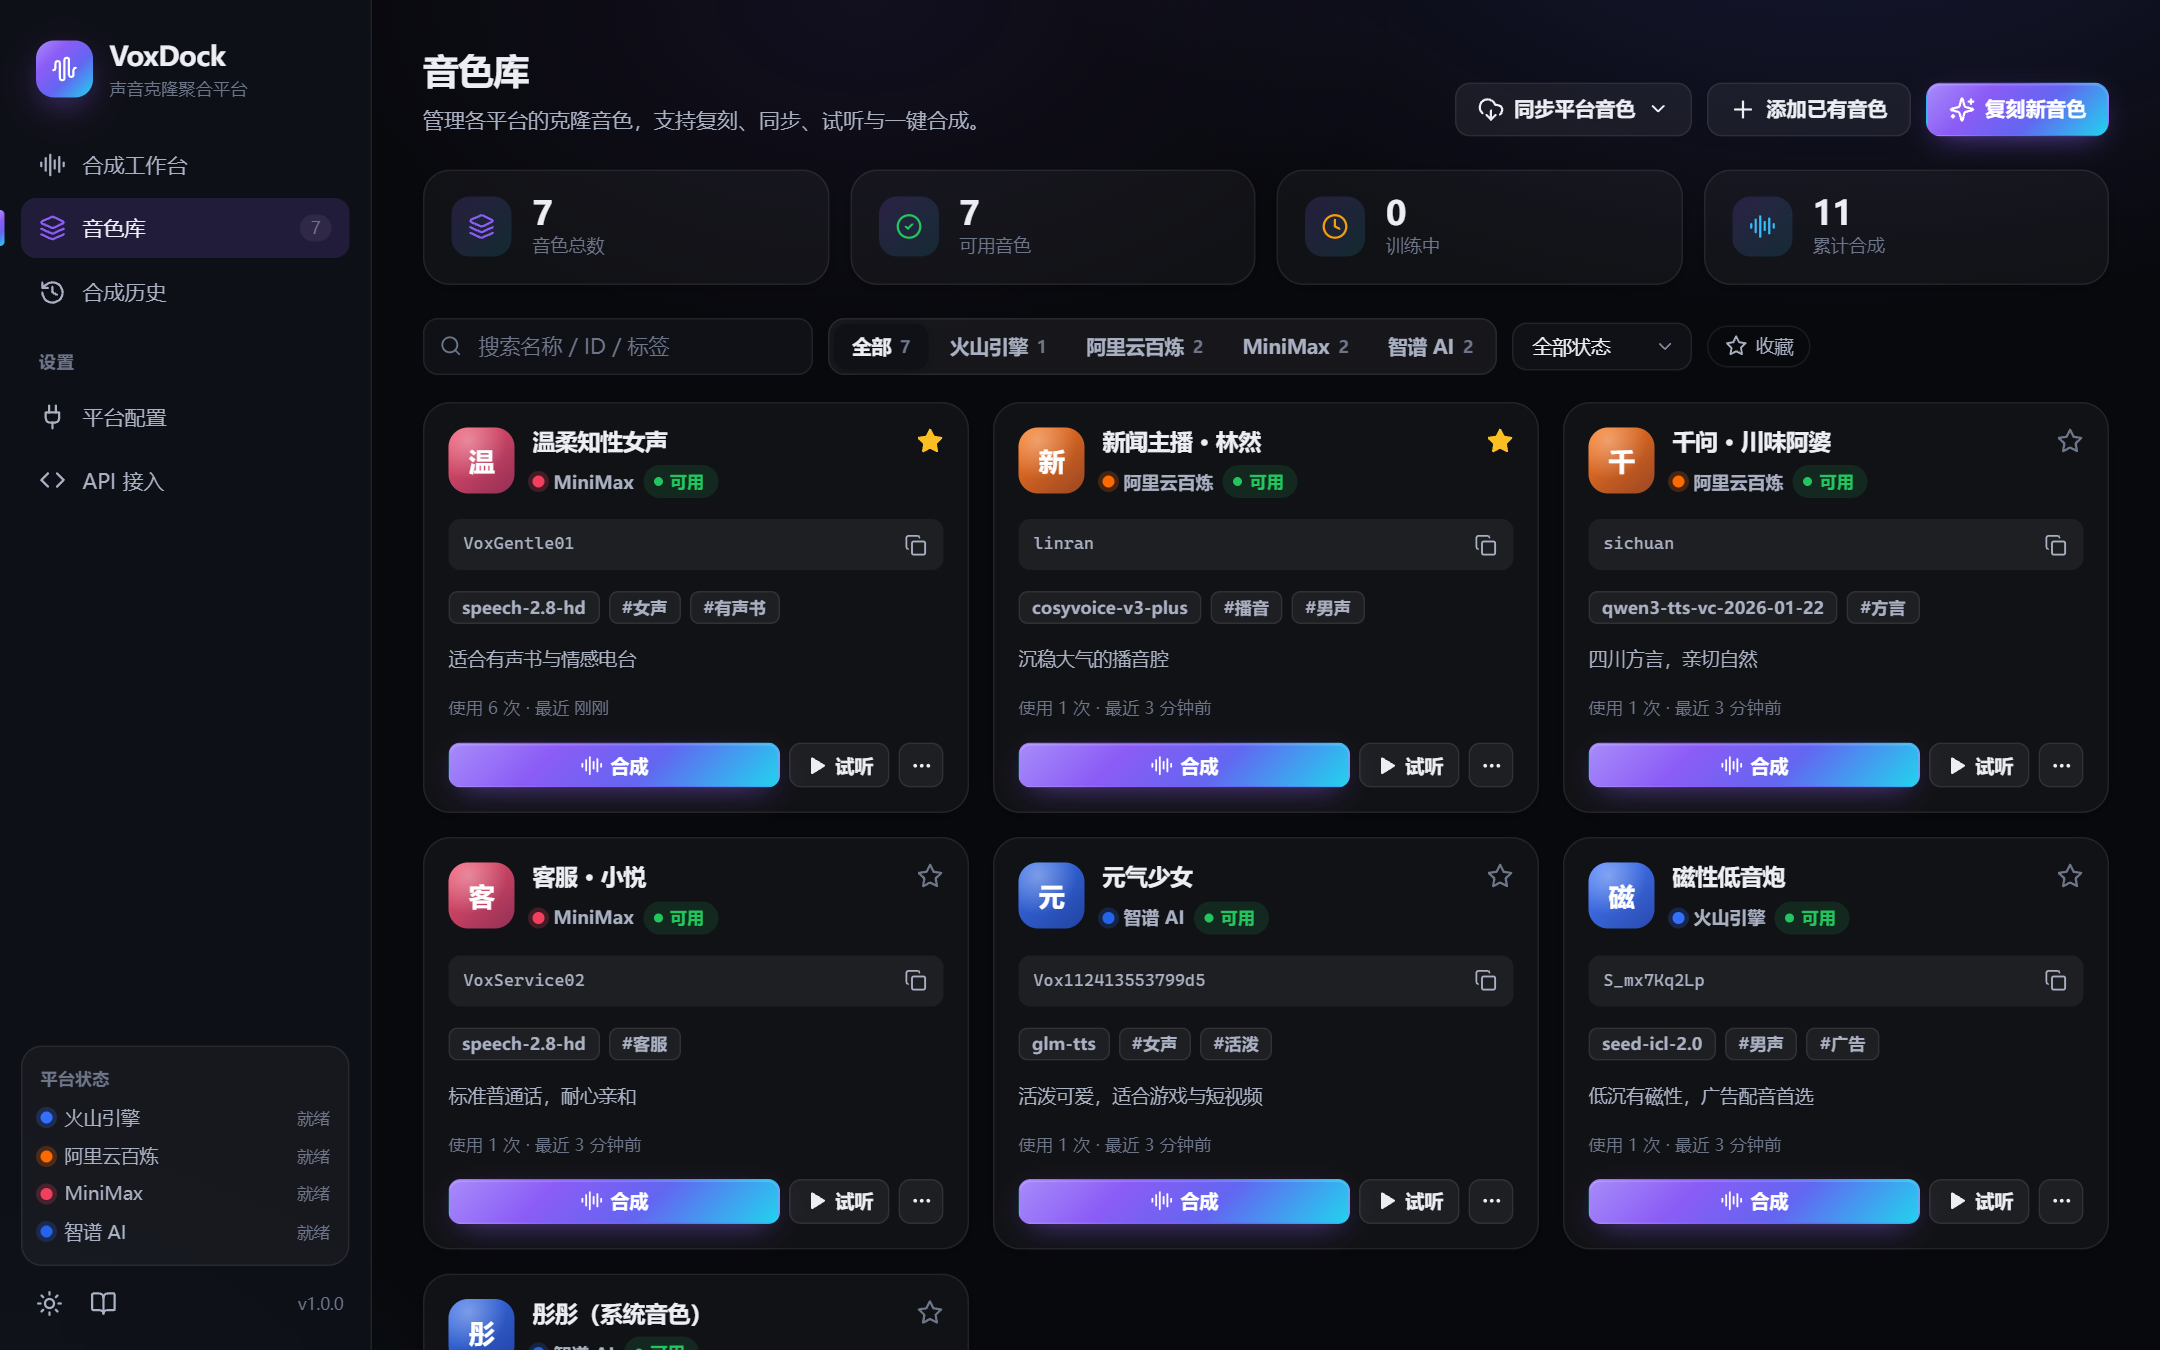 VoxDock
声音克隆聚合平台
合成工作台
音色库 7
合成历史
设置
平台配置
API 接入
平台状态
火山引擎 就绪
阿里云百炼 就绪
MiniMax 就绪
智谱 AI 就绪
v1.0.0
音色库
管理各平台的克隆音色，支持复刻、同步、试听与一键合成。
同步平台音色
添加已有音色
复刻新音色
7
音色总数
7
可用音色
0
训练中
11
累计合成
搜索名称 / ID / 标签
全部 7 火山引擎 1 阿里云百炼 2 MiniMax 2 智谱 AI 2
全部状态
收藏
温
温柔知性女声
MiniMax 可用
VoxGentle01
speech-2.8-hd #女声 #有声书
适合有声书与情感电台
使用 6 次 · 最近 刚刚
合成 试听
新
新闻主播 · 林然
阿里云百炼 可用
linran
cosyvoice-v3-plus #播音 #男声
沉稳大气的播音腔
使用 1 次 · 最近 3 分钟前
合成 试听
千
千问 · 川味阿婆
阿里云百炼 可用
sichuan
qwen3-tts-vc-2026-01-22 #方言
四川方言，亲切自然
使用 1 次 · 最近 3 分钟前
合成 试听
客
客服 · 小悦
MiniMax 可用
VoxService02
speech-2.8-hd #客服
标准普通话，耐心亲和
使用 1 次 · 最近 3 分钟前
合成 试听
元
元气少女
智谱 AI 可用
Vox112413553799d5
glm-tts #女声 #活泼
活泼可爱，适合游戏与短视频
使用 1 次 · 最近 3 分钟前
合成 试听
磁
磁性低音炮
火山引擎 可用
S_mx7Kq2Lp
seed-icl-2.0 #男声 #广告
低沉有磁性，广告配音首选
使用 1 次 · 最近 3 分钟前
合成 试听
彤
彤彤（系统音色）
智谱 AI 可用